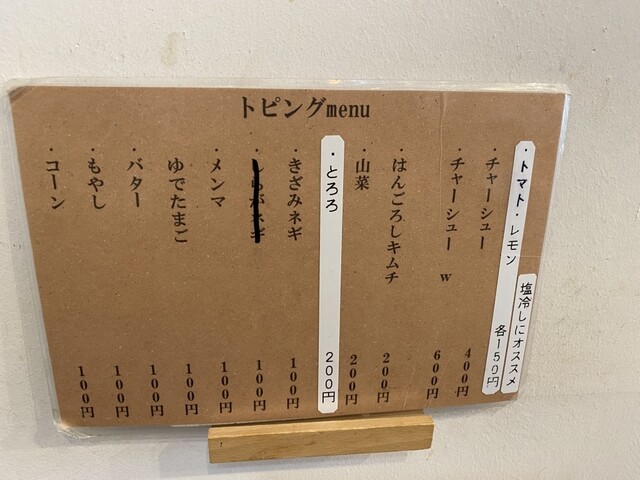 トピングmenu
塩冷しにオススメ
・トマト・レモン 各150円
・チャーシュー 400円
・チャーシュー w 600円
・はんごろしキムチ 200円
・山菜 200円
・とろろ 200円
・きざみネギ 100円
・しらがネギ 100円
・メンマ 100円
ゆでたまご 100円
・バター 100円
・もやし 100円
・コーン 100円